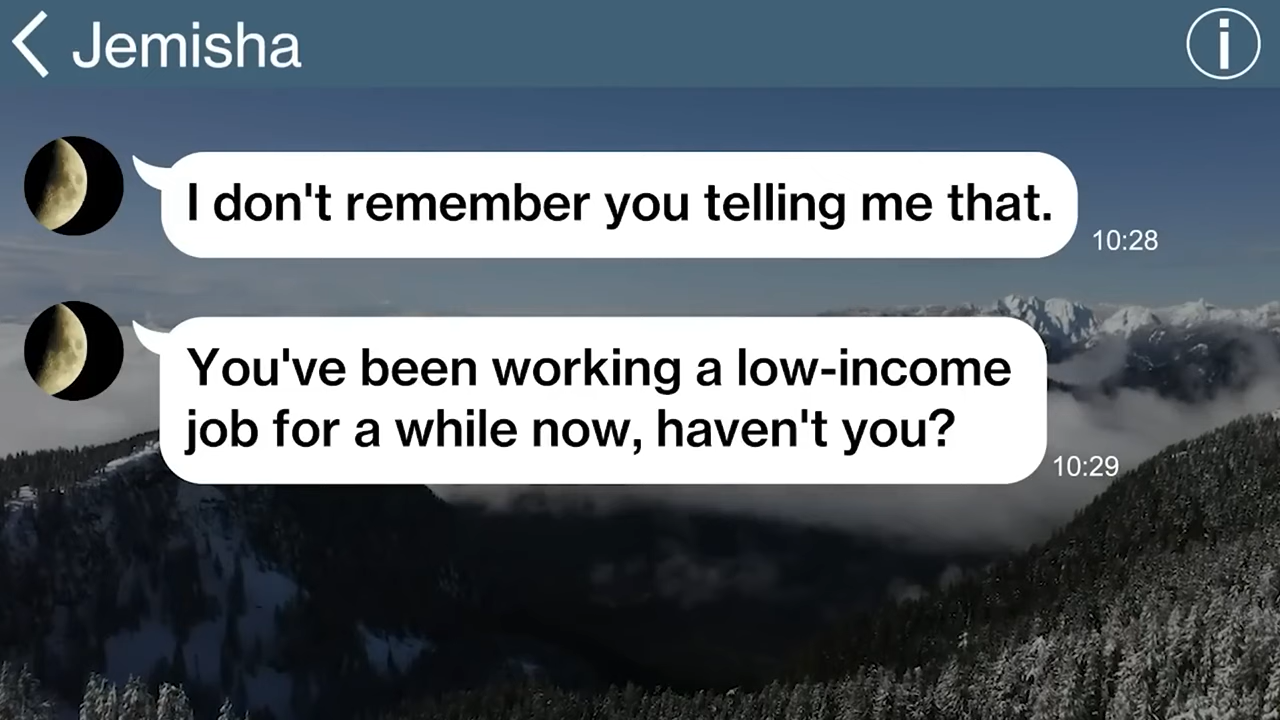 Jemisha
I don't remember you telling me that.
10:28
You've been working a low-income
job for a while now, haven't you?
10:29